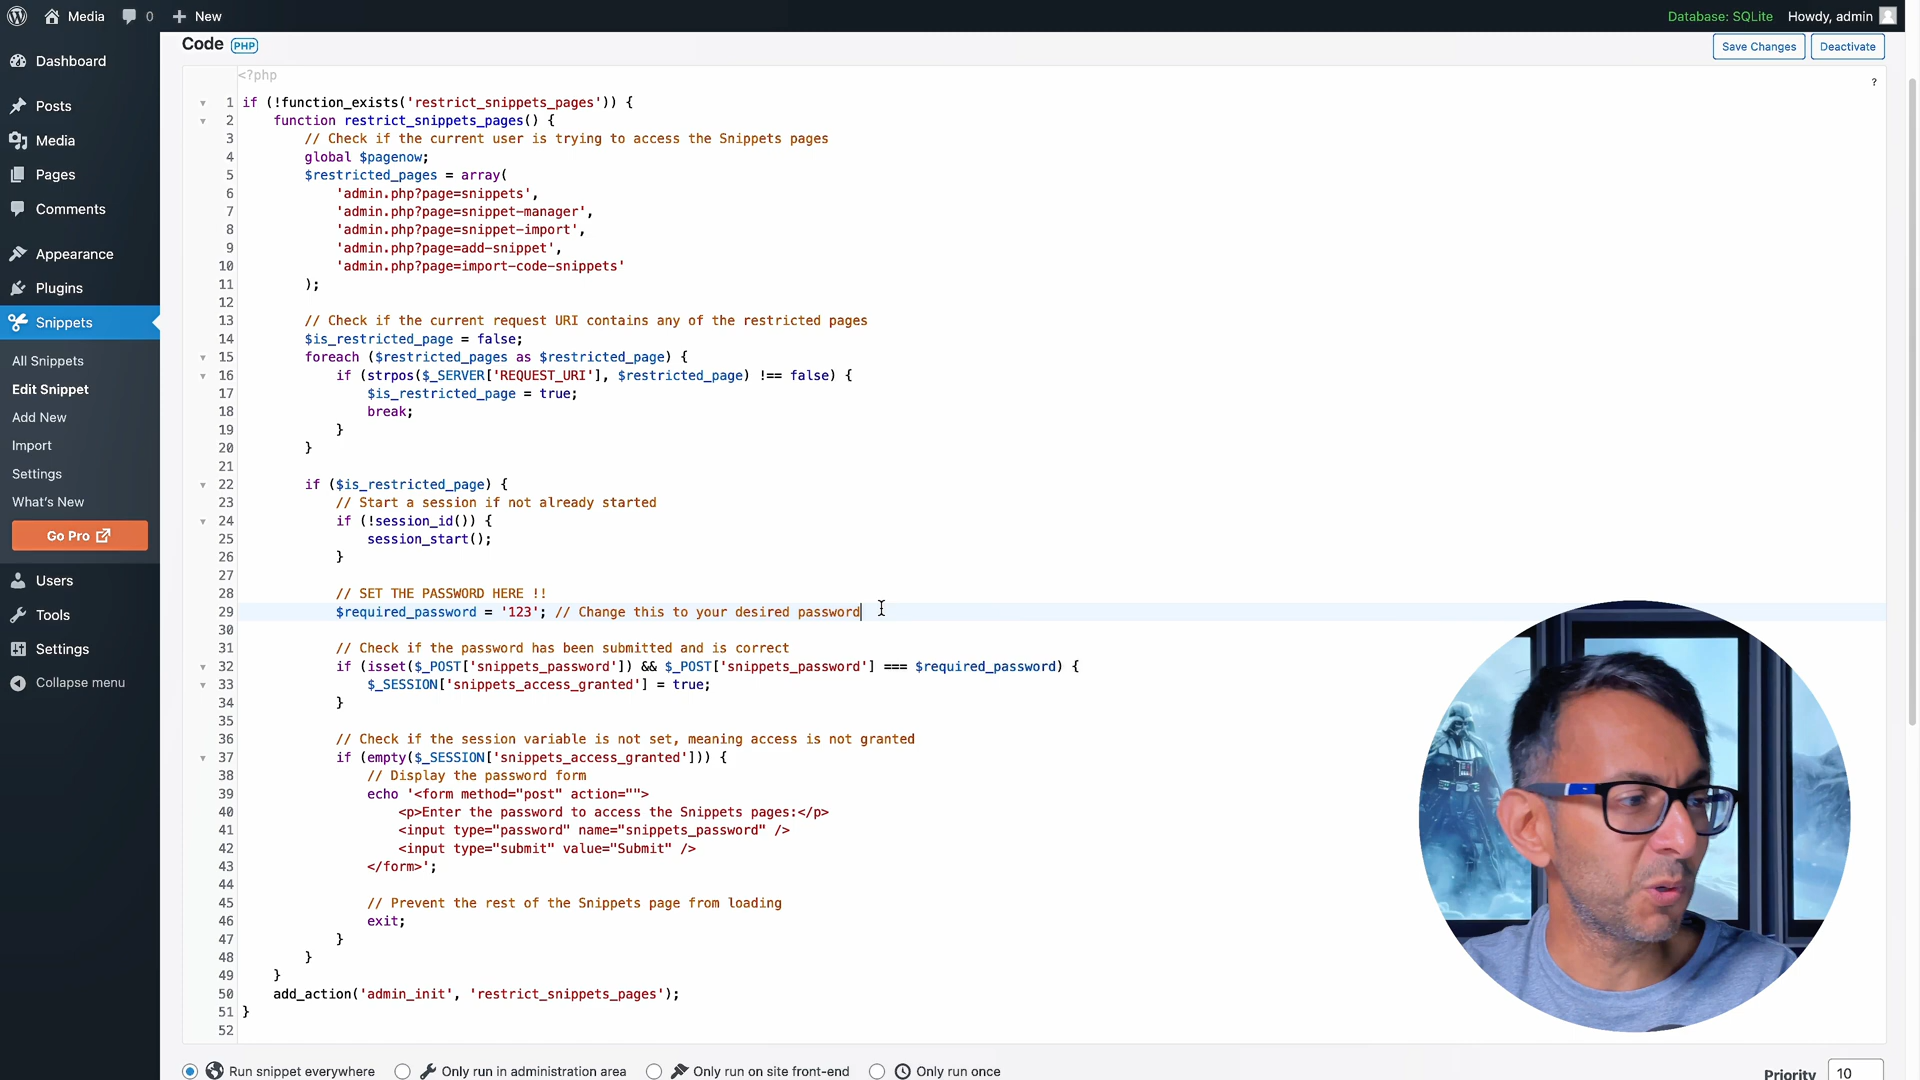 Media
0
New
Database: SQLite
Howdy, admin
Dashboard
Posts
Media
Pages
Comments
Appearance
Plugins
Snippets
All Snippets
Edit Snippet
Add New
Import
Settings
What's New
Go Pro
Users
Tools
Settings
Collapse menu
Code PHP
Save Changes
Deactivate
?
<?php
1 if (!function_exists('restrict_snippets_pages')) {
2 function restrict_snippets_pages() {
3 // Check if the current user is trying to access the Snippets pages
4 global $pagenow;
5 $restricted_pages = array(
6 'admin.php?page=snippets',
7 'admin.php?page=snippet-manager',
8 'admin.php?page=snippet-import',
9 'admin.php?page=add-snippet',
10 'admin.php?page=import-code-snippets'
11 );
12
13 // Check if the current request URI contains any of the restricted pages
14 $is_restricted_page = false;
15 foreach ($restricted_pages as $restricted_page) {
16 if (strpos($_SERVER['REQUEST_URI'], $restricted_page) !== false) {
17 $is_restricted_page = true;
18 break;
19 }
20 }
21
22 if ($is_restricted_page) {
23 // Start a session if not already started
24 if (!session_id()) {
25 session_start();
26 }
27
28 // SET THE PASSWORD HERE !!
29 $required_password = '123'; // Change this to your desired password
30
31 // Check if the password has been submitted and is correct
32 if (isset($_POST['snippets_password']) && $_POST['snippets_password'] === $required_password) {
33 $_SESSION['snippets_access_granted'] = true;
34 }
35
36 // Check if the session variable is not set, meaning access is not granted
37 if (empty($_SESSION['snippets_access_granted'])) {
38 // Display the password form
39 echo '<form method="post" action="">
40 <p>Enter the password to access the Snippets pages:</p>
41 <input type="password" name="snippets_password" />
42 <input type="submit" value="Submit" />
43 </form>';
44
45 // Prevent the rest of the Snippets page from loading
46 exit;
47 }
48 }
49 }
50 add_action('admin_init', 'restrict_snippets_pages');
51 }
52
Run snippet everywhere
Only run in administration area
Only run on site front-end
Only run once
Priority
10